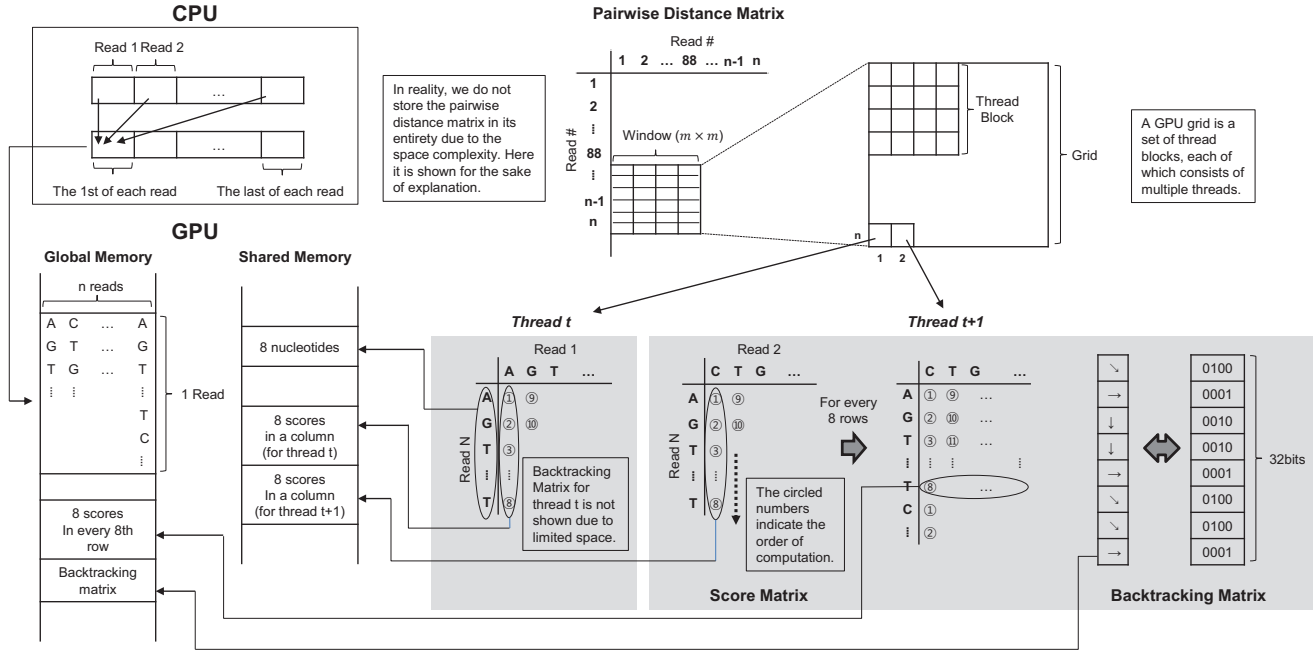 CPU
Read 1 Read 2
...
...
The 1st of each read
The last of each read
In reality, we do not
store the pairwise
distance matrix in its
entirety due to the
space complexity. Here
it is shown for the sake
of explanation.
Pairwise Distance Matrix
Read #
1 2 ... 88 ... n-1 n
Read #
1
2
⁞
88
⁞
n-1
n
Window (m × m)
Thread
Block
Grid
n
1 2
A GPU grid is a
set of thread
blocks, each of
which consists of
multiple threads.
GPU
Global Memory
n reads
A C ... A
G T ... G
T G ... T
⁞ ⁞ ⁞
T
C
⁞
1 Read
8 scores
In every 8th
row
Backtracking
matrix
Shared Memory
8 nucleotides
8 scores
in a column
(for thread t)
8 scores
In a column
(for thread t+1)
Thread t
Read 1
A G T ...
Read N
A ① ⑨
G ② ⑩
T ③
⁞ ⁞
T ⑧
Backtracking
Matrix for
thread t is not
shown due to
limited space.
Thread t+1
Read 2
C T G ...
Read N
A ① ⑨
G ② ⑩
T ③
⁞ ⁞
T ⑧
The circled
numbers
indicate the
order of
computation.
For every
8 rows
C T G ...
A ① ⑨ ...
G ② ⑩ ...
T ③ ⑪ ...
⁞ ⁞ ⁞ ⁞
T ⑧ ...
C ①
⁞ ②
Score Matrix
↘ 0100
→ 0001
↓ 0010
↓ 0010
→ 0001
↘ 0100
↘ 0100
→ 0001
32bits
Backtracking Matrix